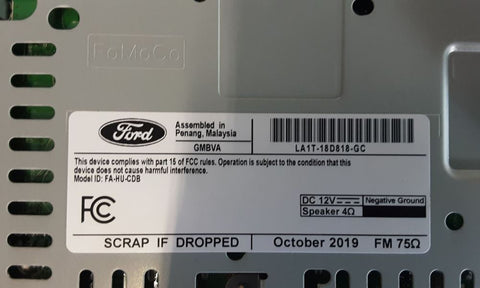 FoMoCo
Ford
Assembled in
Penang, Malaysia
GMBVA
LA1T-18D818-GC
This device complies with part 15 of FCC rules. Operation is subject to the condition that this
device does not cause harmful interference.
Model ID: FA-HU-CDB
FC
DC 12V Negative Ground
Speaker 4Ω
SCRAP IF DROPPED October 2019 FM 75Ω